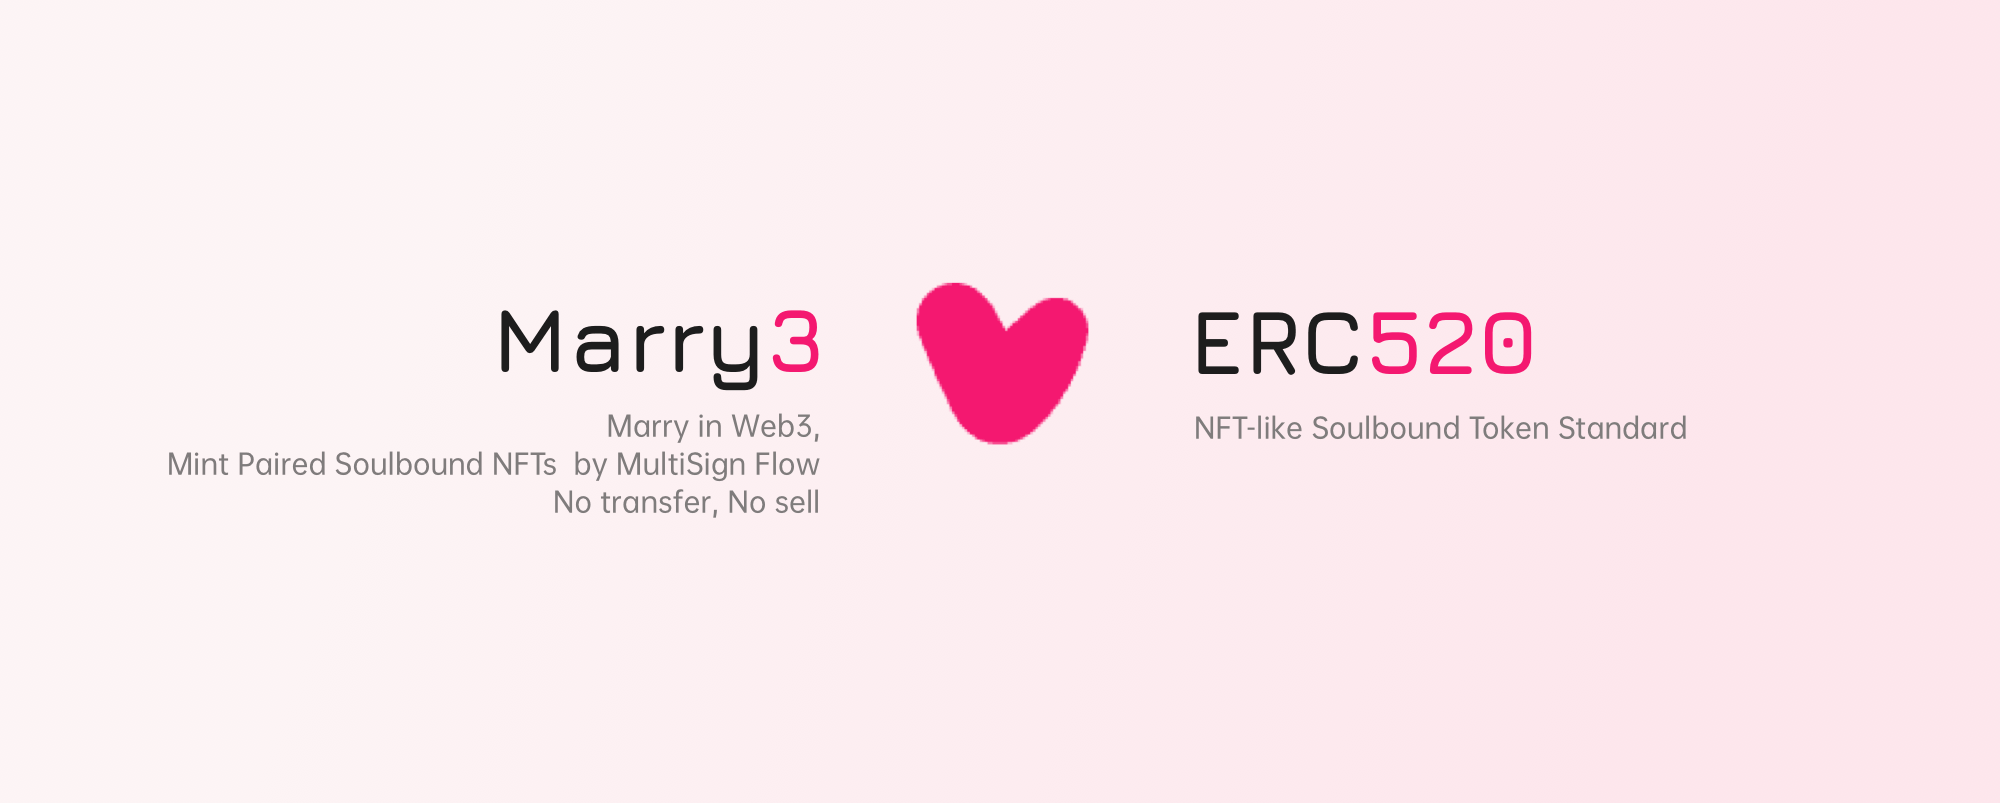 Marry3
Marry in Web3,
Mint Paired Soulbound NFTs  by MultiSign Flow
No transfer, No sell
ERC520
NFT-like Soulbound Token Standard